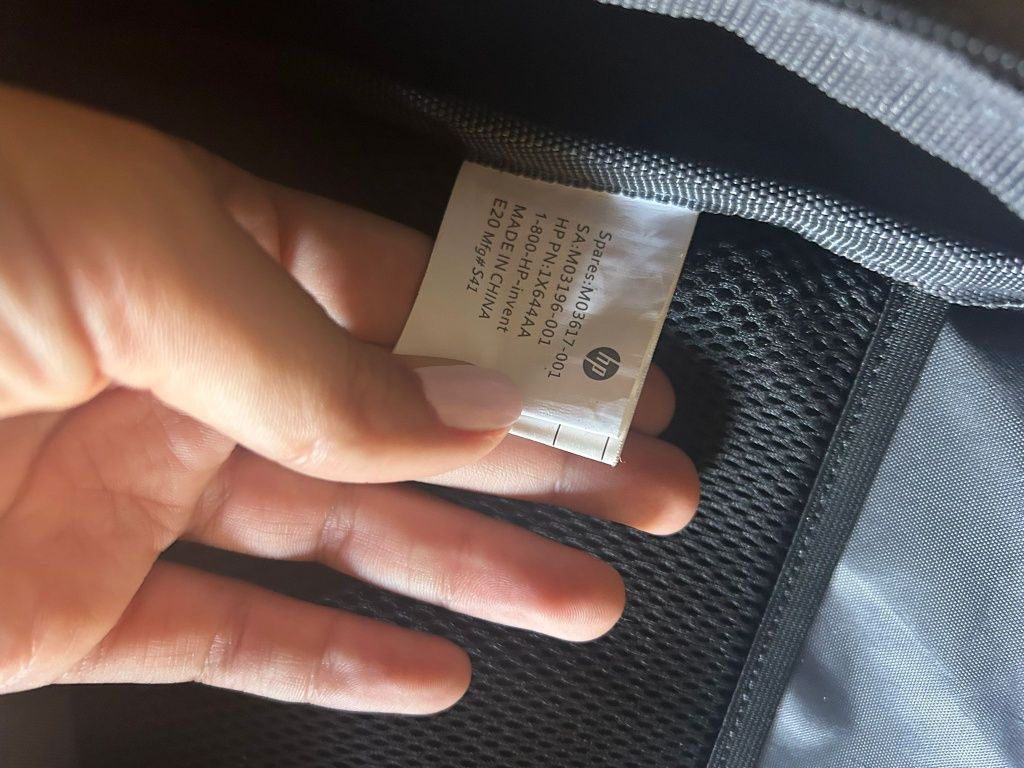 hp
Spares:M03617-001
SA:M03196-001
HP PN:1X644AA
1-800-HP-invent
MADE IN CHINA
E20 Mfg#:S41